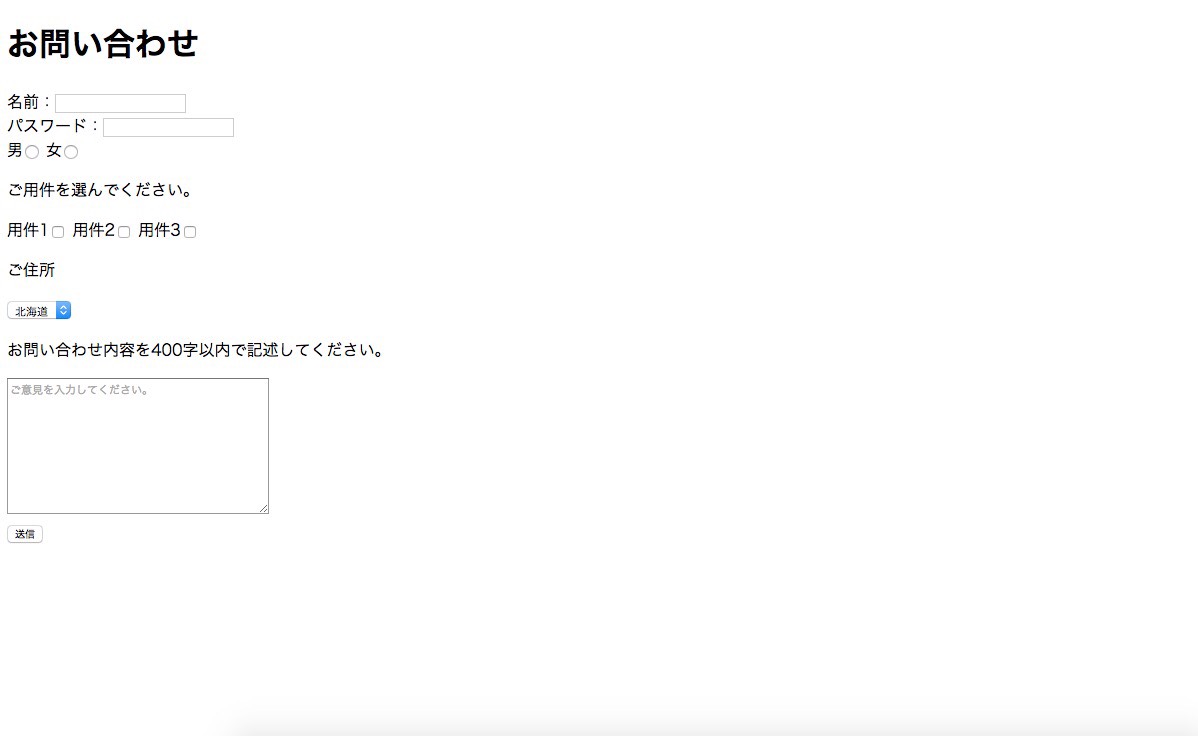 お問い合わせ
名前：
パスワード：
男 女
ご用件を選んでください。
用件1 用件2 用件3
ご住所
北海道
お問い合わせ内容を400字以内で記述してください。
ご意見を入力してください。
送信